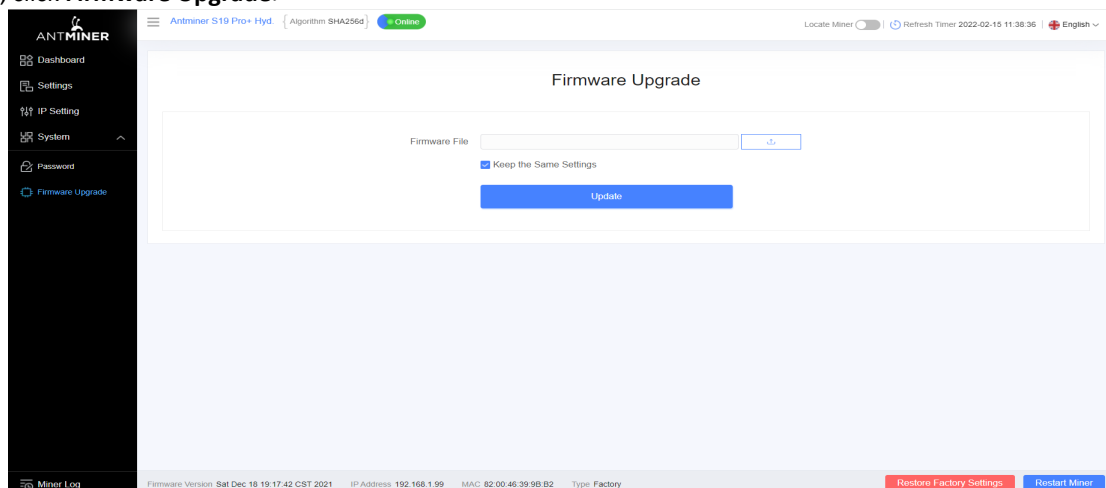 Click Firmware Upgrade.
ANTMINER
Antminer S19 Pro+ Hyd. {Algorithm SHA256d} Online
Locate Miner Refresh Timer 2022-02-15 11:38:36 English
Dashboard
Settings
IP Setting
System
Password
Firmware Upgrade
Firmware Upgrade
Firmware File
Keep the Same Settings
Update
Miner Log
Firmware Version Sat Dec 18 19:17:42 CST 2021 IP Address 192.168.1.99 MAC 82:00:46:39:9B:B2 Type Factory
Restore Factory Settings
Restart Miner